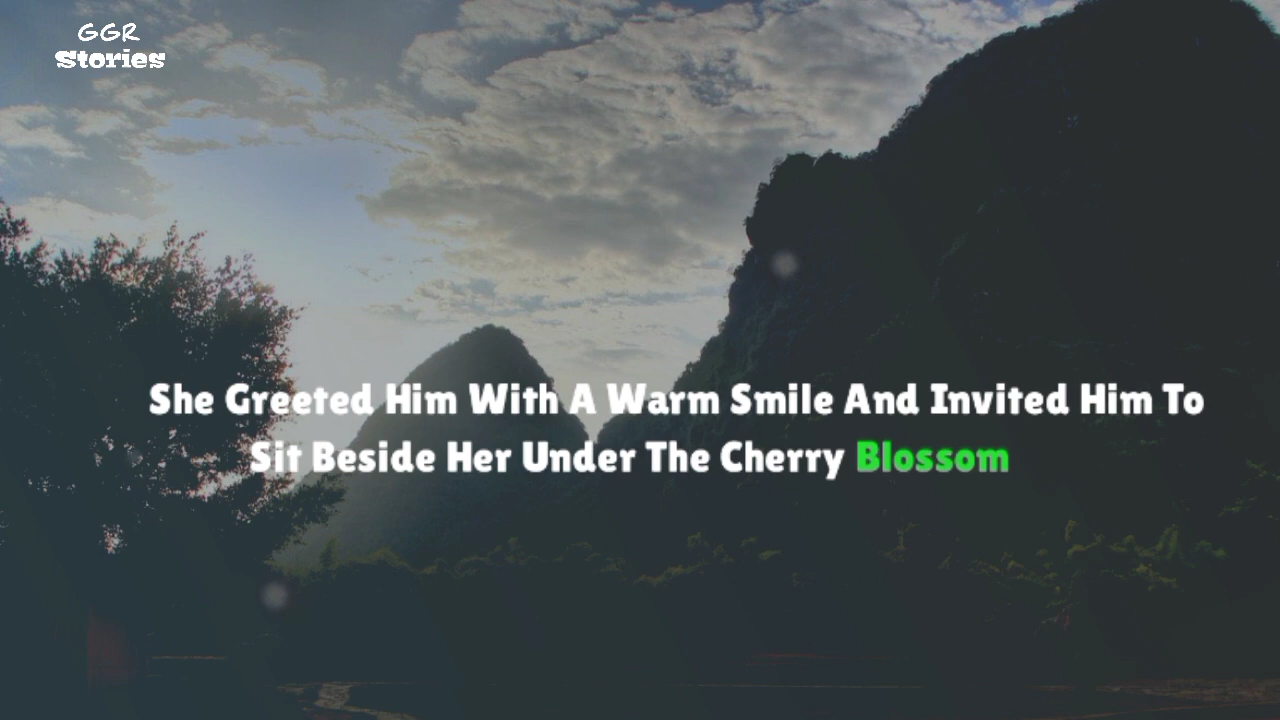 GGR
Stories
She Greeted Him With A Warm Smile And Invited Him To
Sit Beside Her Under The Cherry Blossom